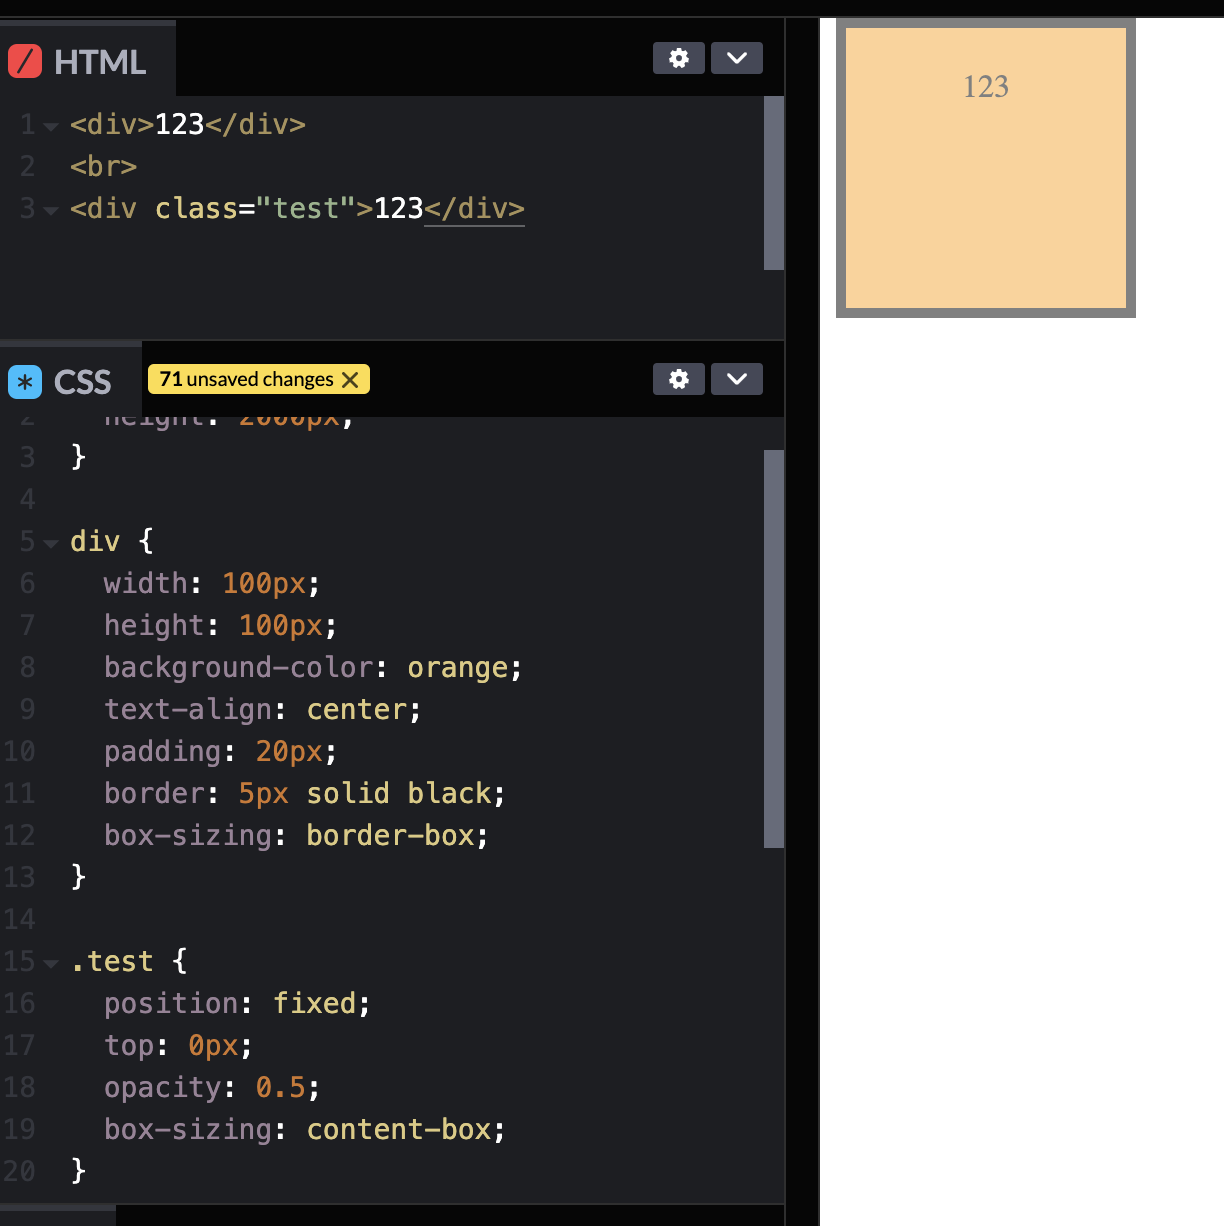 HTML
1 <div>123</div>
2 <br>
3 <div class="test">123</div>
CSS
71 unsaved changes
2 height: 2000px;
3 }
4
5 div {
6 width: 100px;
7 height: 100px;
8 background-color: orange;
9 text-align: center;
10 padding: 20px;
11 border: 5px solid black;
12 box-sizing: border-box;
13 }
14
15 .test {
16 position: fixed;
17 top: 0px;
18 opacity: 0.5;
19 box-sizing: content-box;
20 }
123